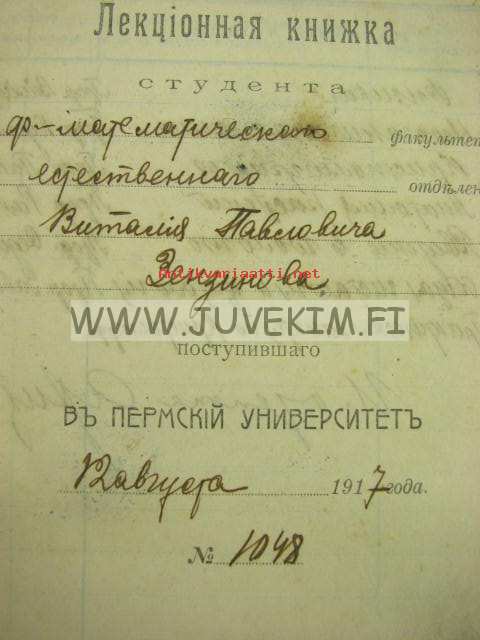 Лекціонная книжка
студента
ф-математическаго факультет
естественнаго отдѣлен
Виталія Павловича
Зензинова,
Antikvariaatti.net
WWW.JUVEKIM.FI
поступившаго
ВЪ ПЕРМСКІЙ УНИВЕРСИТЕТЪ
12 августа 1917 года.
№ 1048